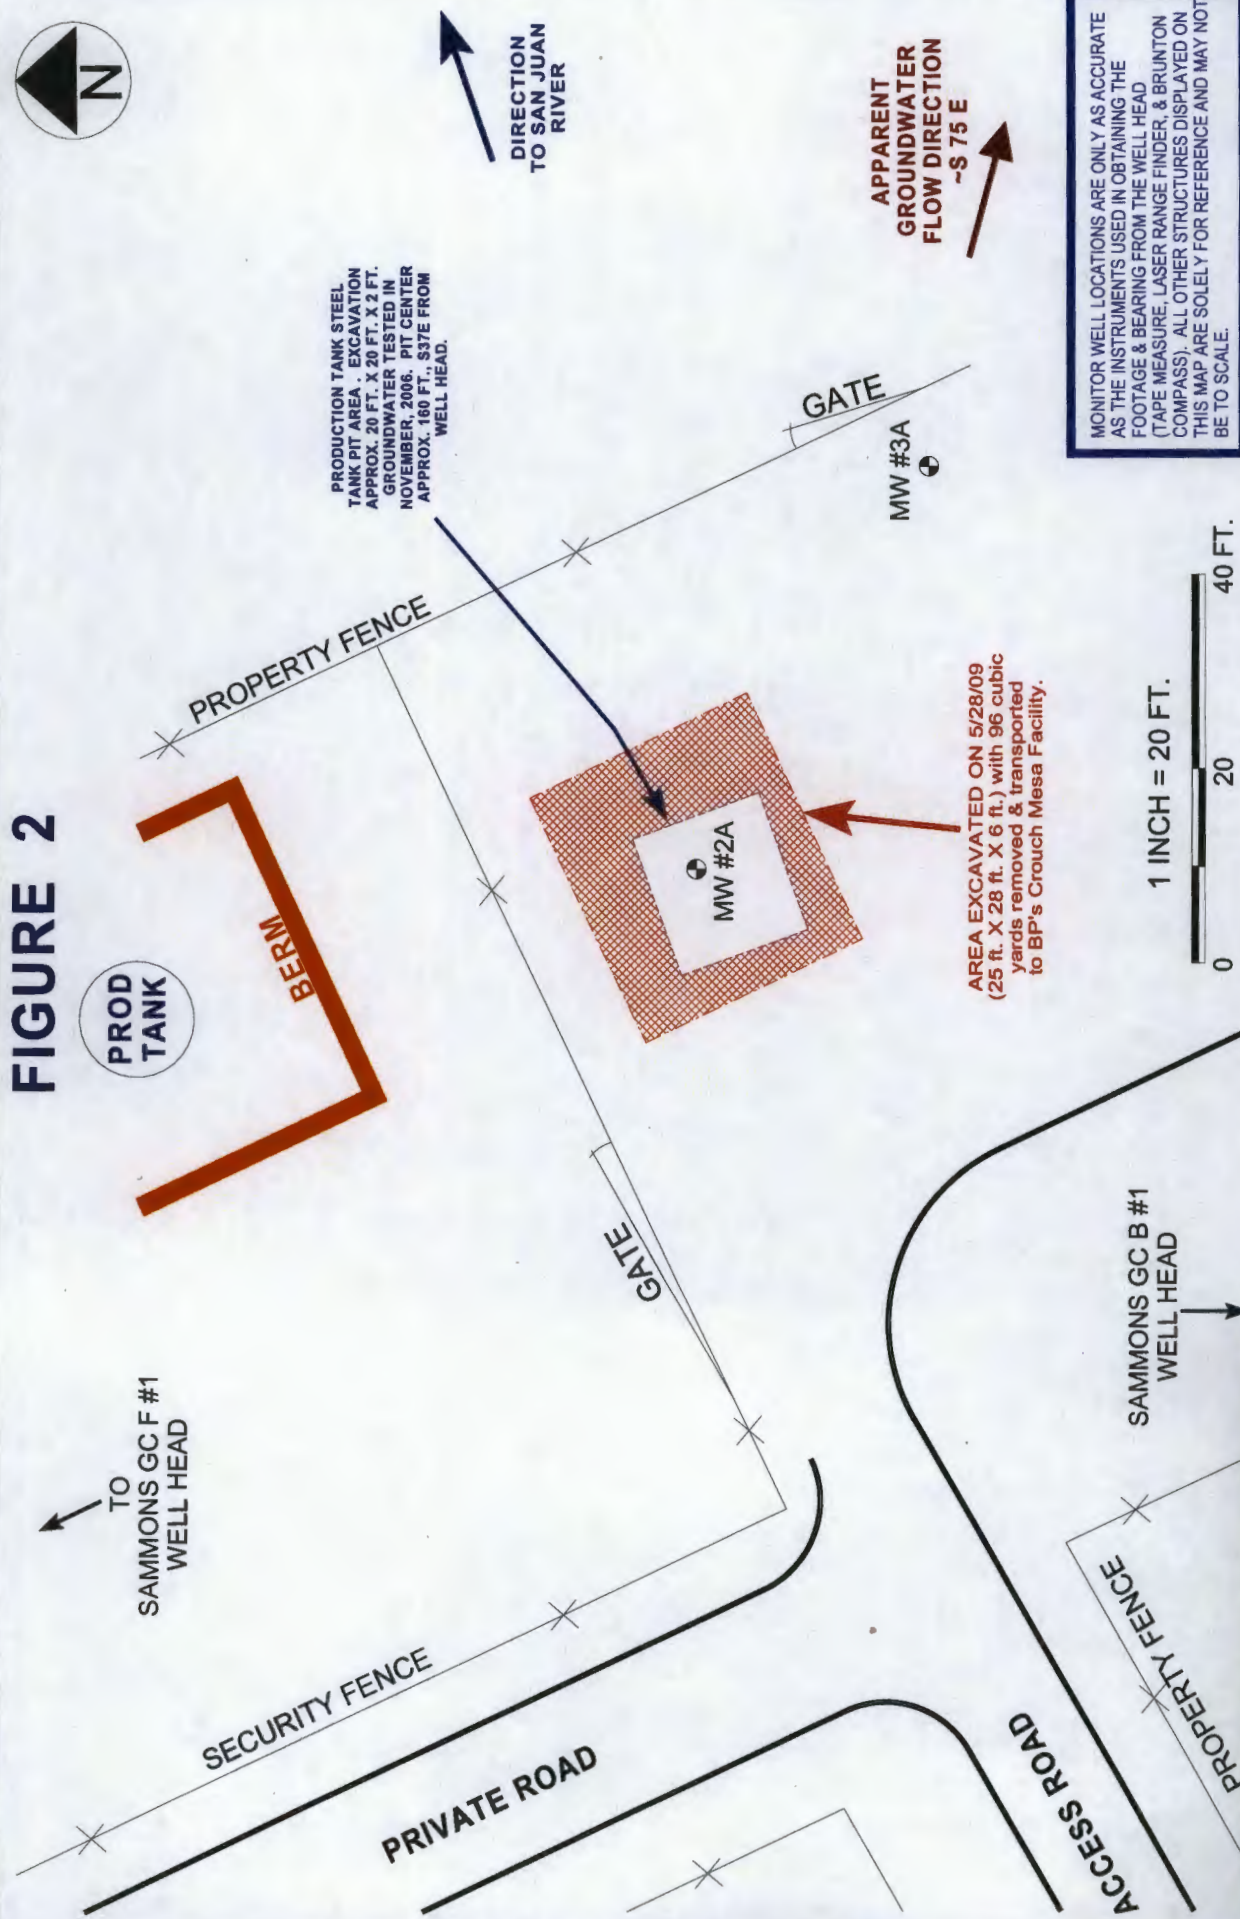 FIGURE 2
N
TO
SAMMONS GC F #1
WELL HEAD
PROD
TANK
BERM
DIRECTION
TO SAN JUAN
RIVER
SECURITY FENCE
PROPERTY FENCE
PRODUCTION TANK STEEL
TANK PIT AREA . EXCAVATION
APPROX. 20 FT. X 20 FT. X 2 FT.
GROUNDWATER TESTED IN
NOVEMBER, 2006. PIT CENTER
APPROX. 160 FT., S37E FROM
WELL HEAD.
PRIVATE ROAD
GATE
MW #2A
GATE
MW #3A
APPARENT
GROUNDWATER
FLOW DIRECTION
~S 75 E
AREA EXCAVATED ON 5/28/09
(25 ft. X 28 ft. X 6 ft.) with 96 cubic
yards removed & transported
to BP's Crouch Mesa Facility.
ACCESS ROAD
PROPERTY FENCE
PROPERTY FENCE
SAMMONS GC B #1
WELL HEAD
1 INCH = 20 FT.
0 20 40 FT.
MONITOR WELL LOCATIONS ARE ONLY AS ACCURATE
AS THE INSTRUMENTS USED IN OBTAINING THE
FOOTAGE & BEARING FROM THE WELL HEAD
(TAPE MEASURE, LASER RANGE FINDER, & BRUNTON
COMPASS). ALL OTHER STRUCTURES DISPLAYED ON
THIS MAP ARE SOLELY FOR REFERENCE AND MAY NOT
BE TO SCALE.